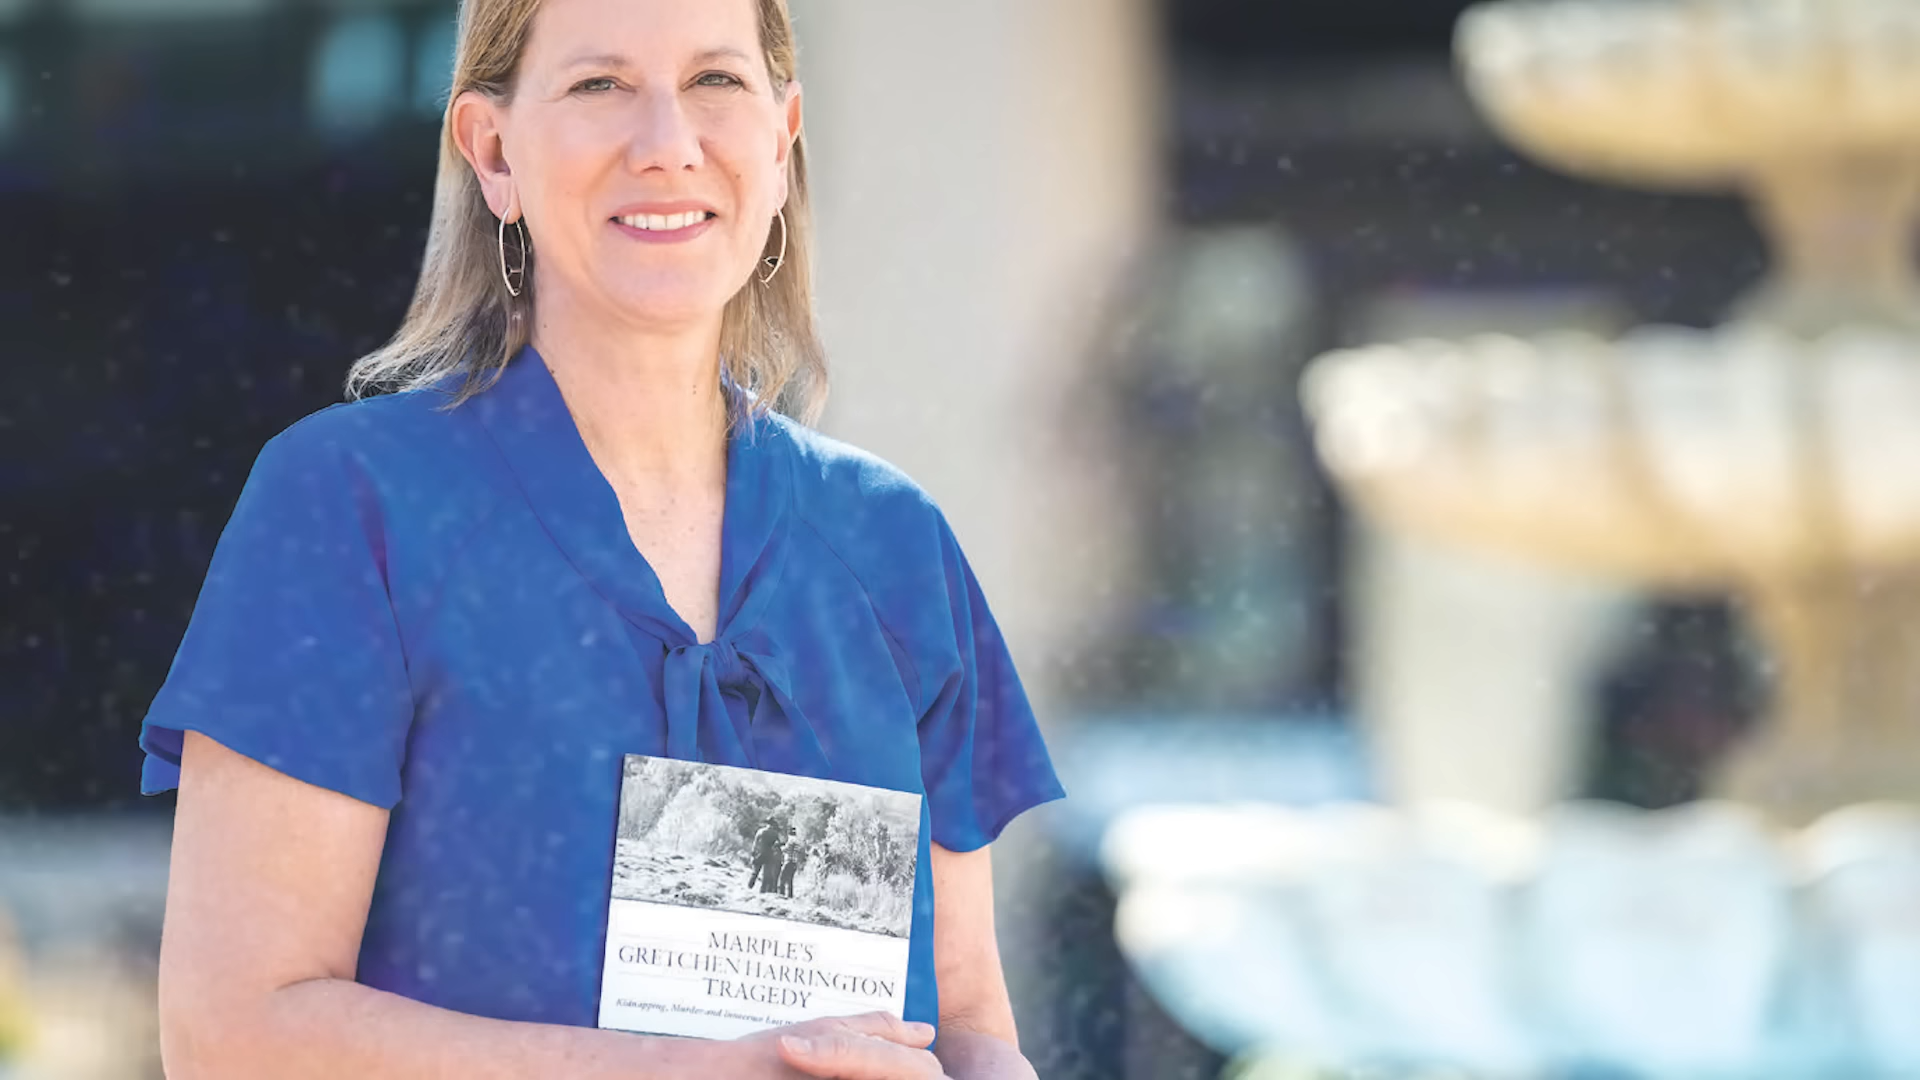 MARPLE'S
GRETCHEN HARRINGTON
TRAGEDY
Kidnapping, Murder and Innocence Lost